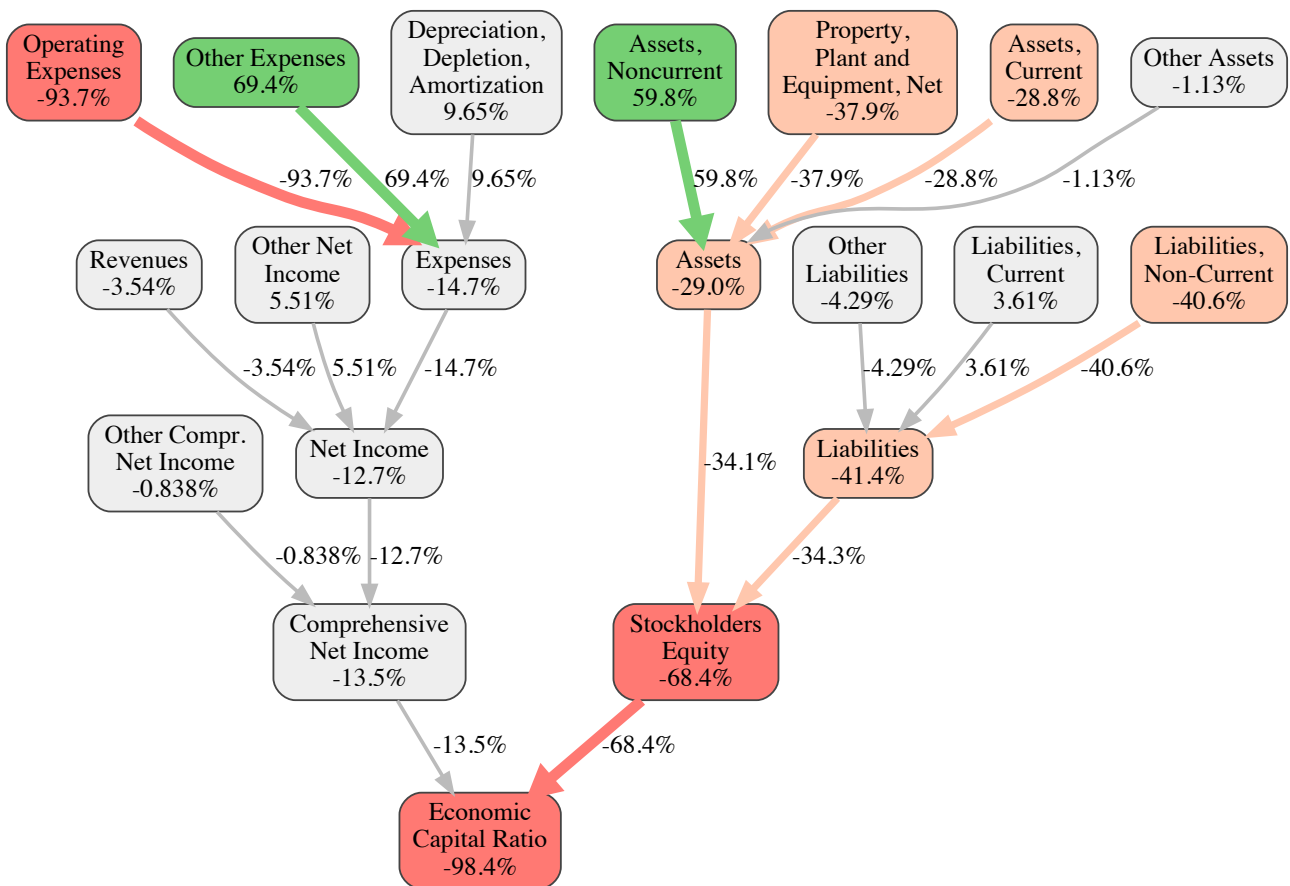 Operating
Expenses
-93.7%
Other Expenses
69.4%
Depreciation,
Depletion,
Amortization
9.65%
Assets,
Noncurrent
59.8%
Property,
Plant and
Equipment, Net
-37.9%
Assets,
Current
-28.8%
Other Assets
-1.13%
-93.7%
69.4%
9.65%
59.8%
-37.9%
-28.8%
-1.13%
Revenues
-3.54%
Other Net
Income
5.51%
Expenses
-14.7%
Assets
-29.0%
Other
Liabilities
-4.29%
Liabilities,
Current
3.61%
Liabilities,
Non-Current
-40.6%
-3.54%
5.51%
-14.7%
-4.29%
3.61%
-40.6%
Other Compr.
Net Income
-0.838%
Net Income
-12.7%
-34.1%
Liabilities
-41.4%
-0.838%
-12.7%
-34.3%
Comprehensive
Net Income
-13.5%
Stockholders
Equity
-68.4%
-13.5%
-68.4%
Economic
Capital Ratio
-98.4%